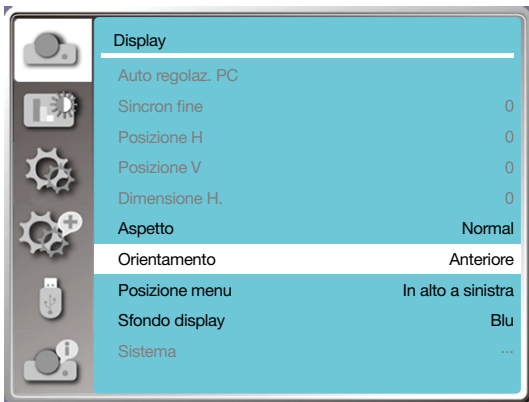 Display
Auto regolaz. PC
Sincron fine 0
Posizione H 0
Posizione V 0
Dimensione H. 0
Aspetto Normal
Orientamento Anteriore
Posizione menu In alto a sinistra
Sfondo display Blu
Sistema ...